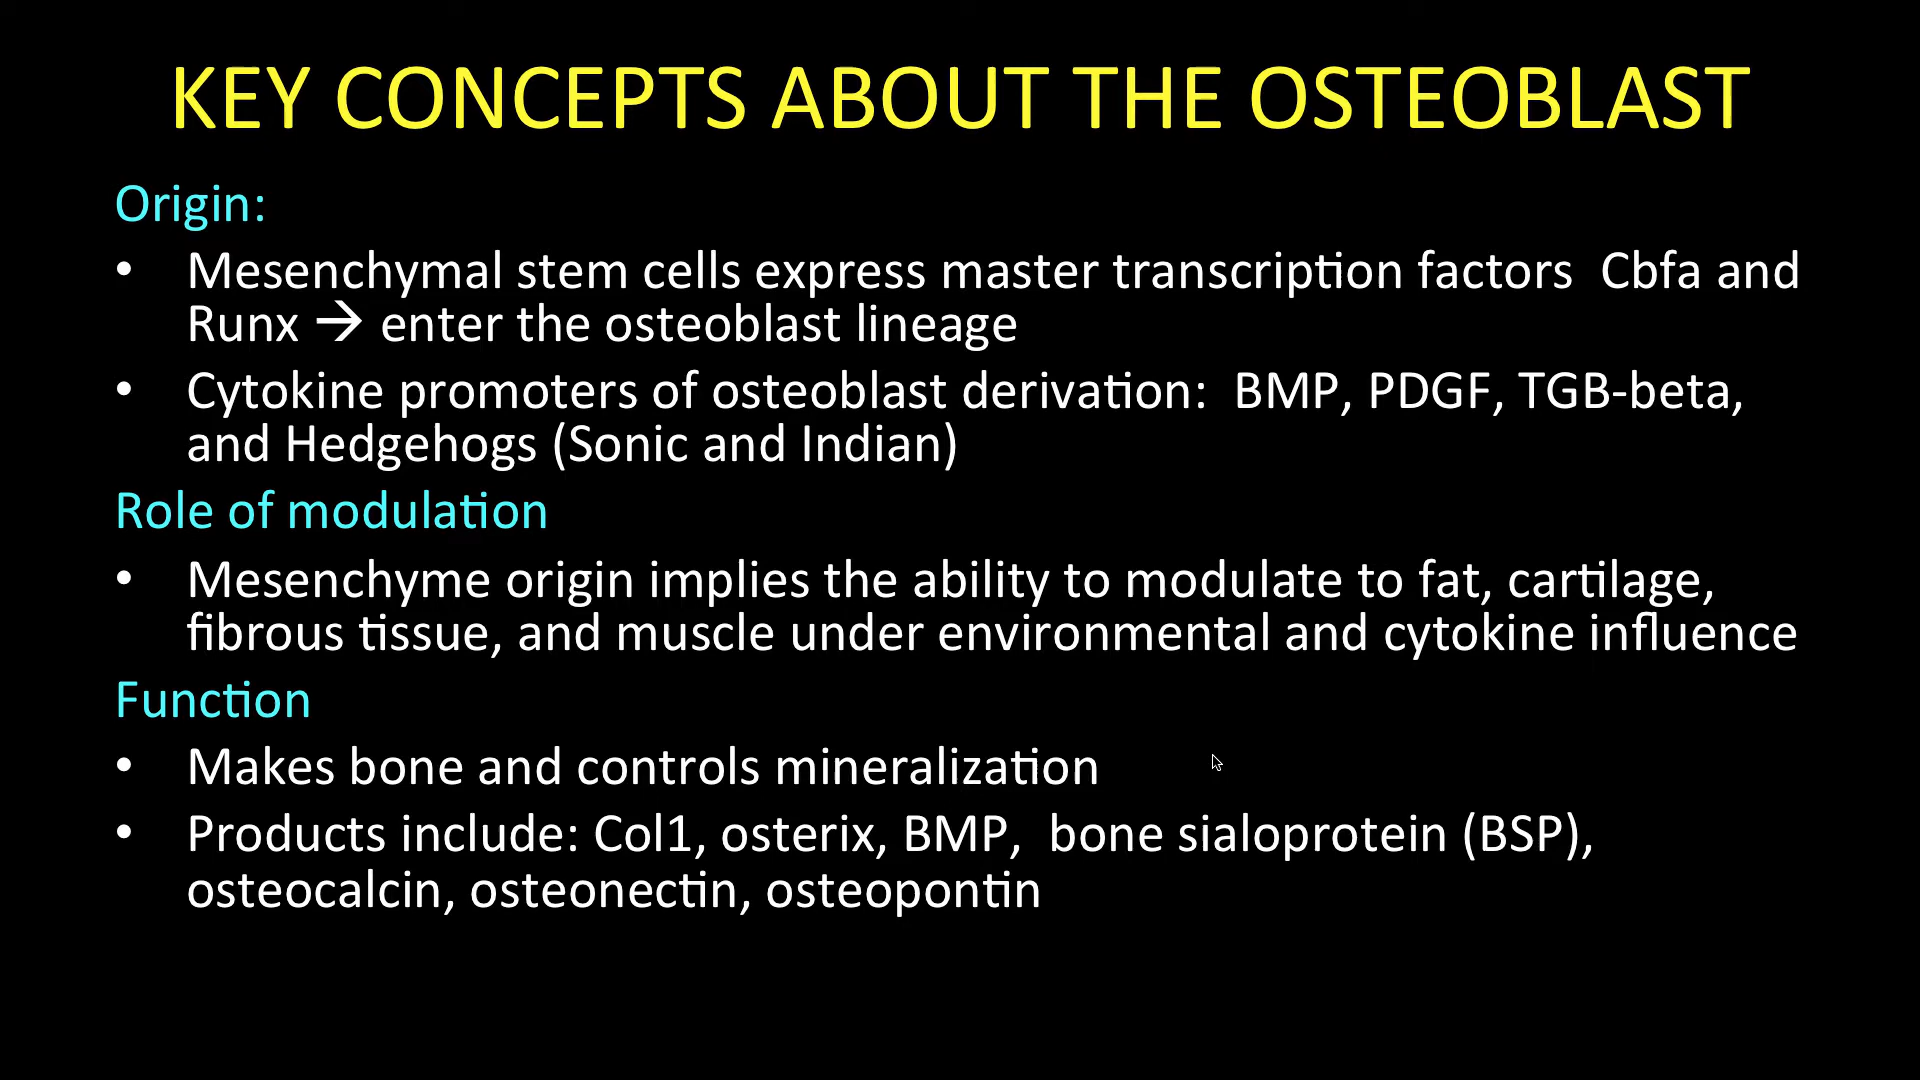 KEY CONCEPTS ABOUT THE OSTEOBLAST
Origin:
• Mesenchymal stem cells express master transcription factors  Cbfa and
Runx → enter the osteoblast lineage
• Cytokine promoters of osteoblast derivation:  BMP, PDGF, TGB-beta,
and Hedgehogs (Sonic and Indian)
Role of modulation
• Mesenchyme origin implies the ability to modulate to fat, cartilage,
fibrous tissue, and muscle under environmental and cytokine influence
Function
• Makes bone and controls mineralization
• Products include: Col1, osterix, BMP,  bone sialoprotein (BSP),
osteocalcin, osteonectin, osteopontin